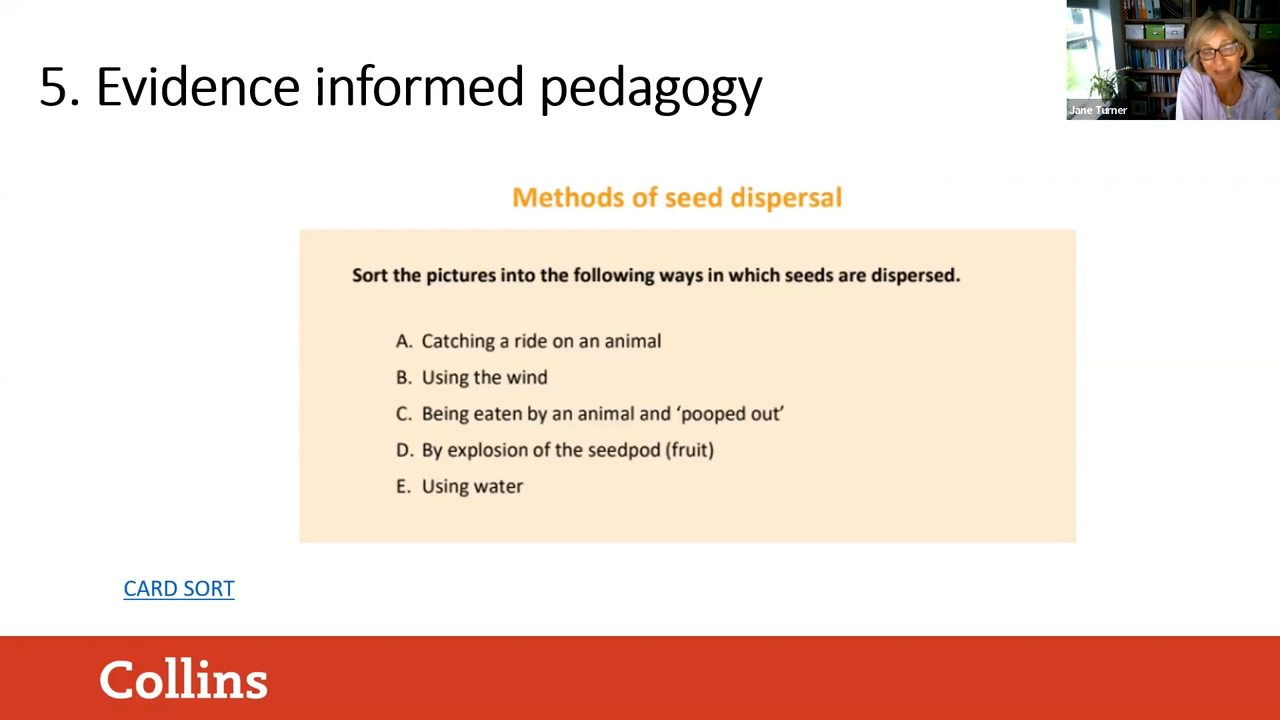 5. Evidence informed pedagogy
Jane Turner
Methods of seed dispersal
Sort the pictures into the following ways in which seeds are dispersed.
A. Catching a ride on an animal
B. Using the wind
C. Being eaten by an animal and ‘pooped out’
D. By explosion of the seedpod (fruit)
E. Using water
CARD SORT
Collins